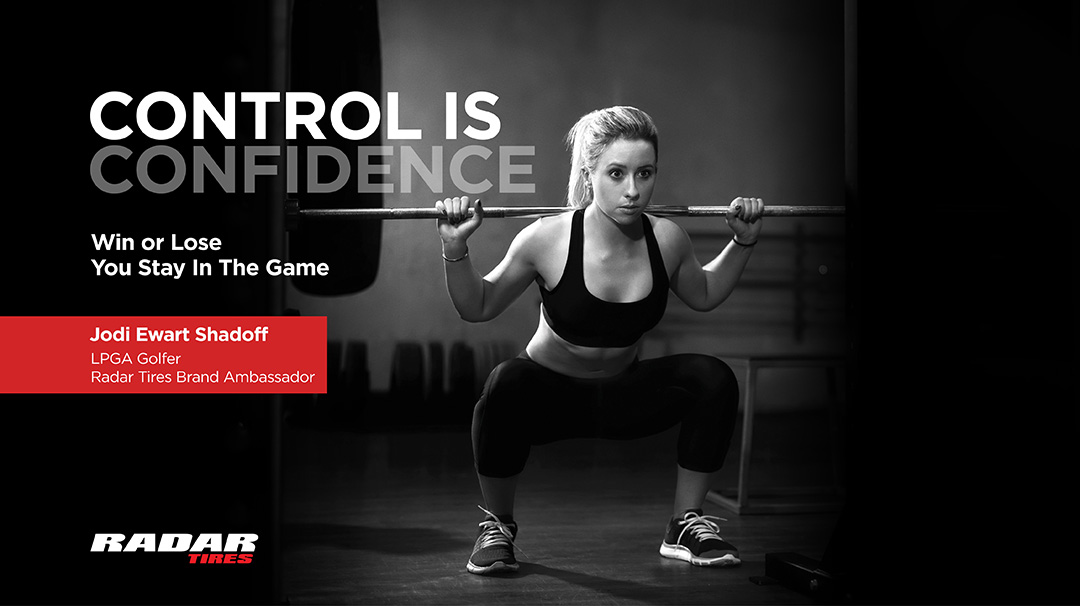 CONTROL IS
CONFIDENCE
Win or Lose
You Stay In The Game
Jodi Ewart Shadoff
LPGA Golfer
Radar Tires Brand Ambassador
RADAR
TIRES